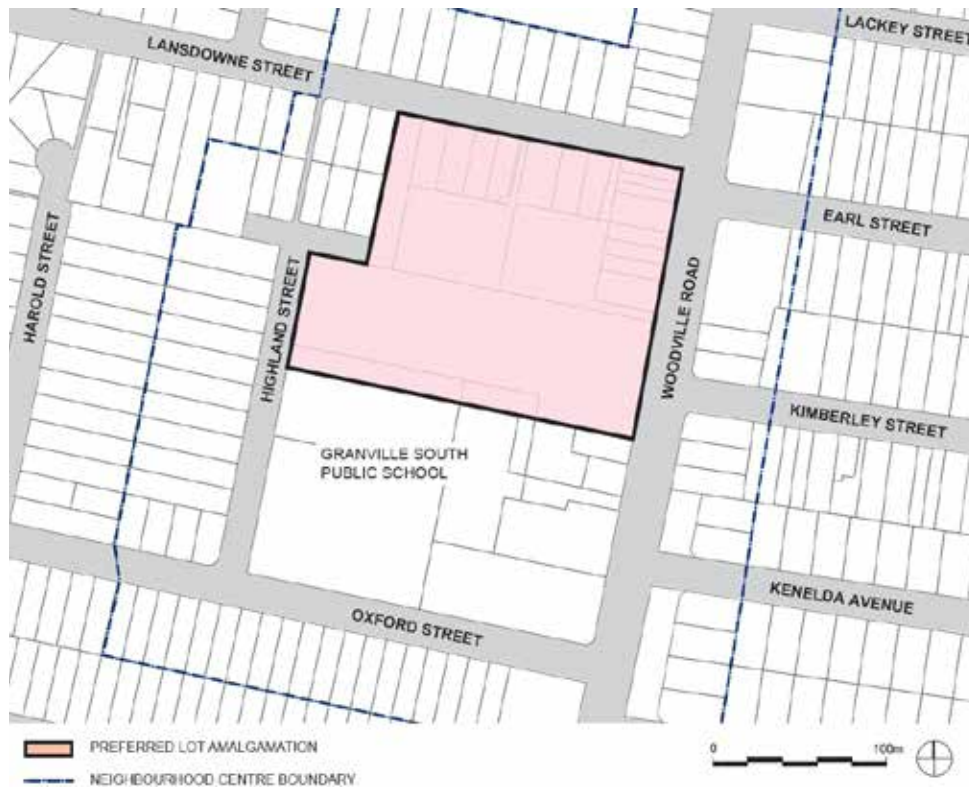 LACKEY STREET
LANSDOWNE STREET
EARL STREET
HAROLD STREET
HIGHLAND STREET
WOODVILLE ROAD
KIMBERLEY STREET
GRANVILLE SOUTH
PUBLIC SCHOOL
KENELDA AVENUE
OXFORD STREET
PREFERRED LOT AMALGAMATION
0 100m
NEIGHBOURHOOD CENTRE BOUNDARY